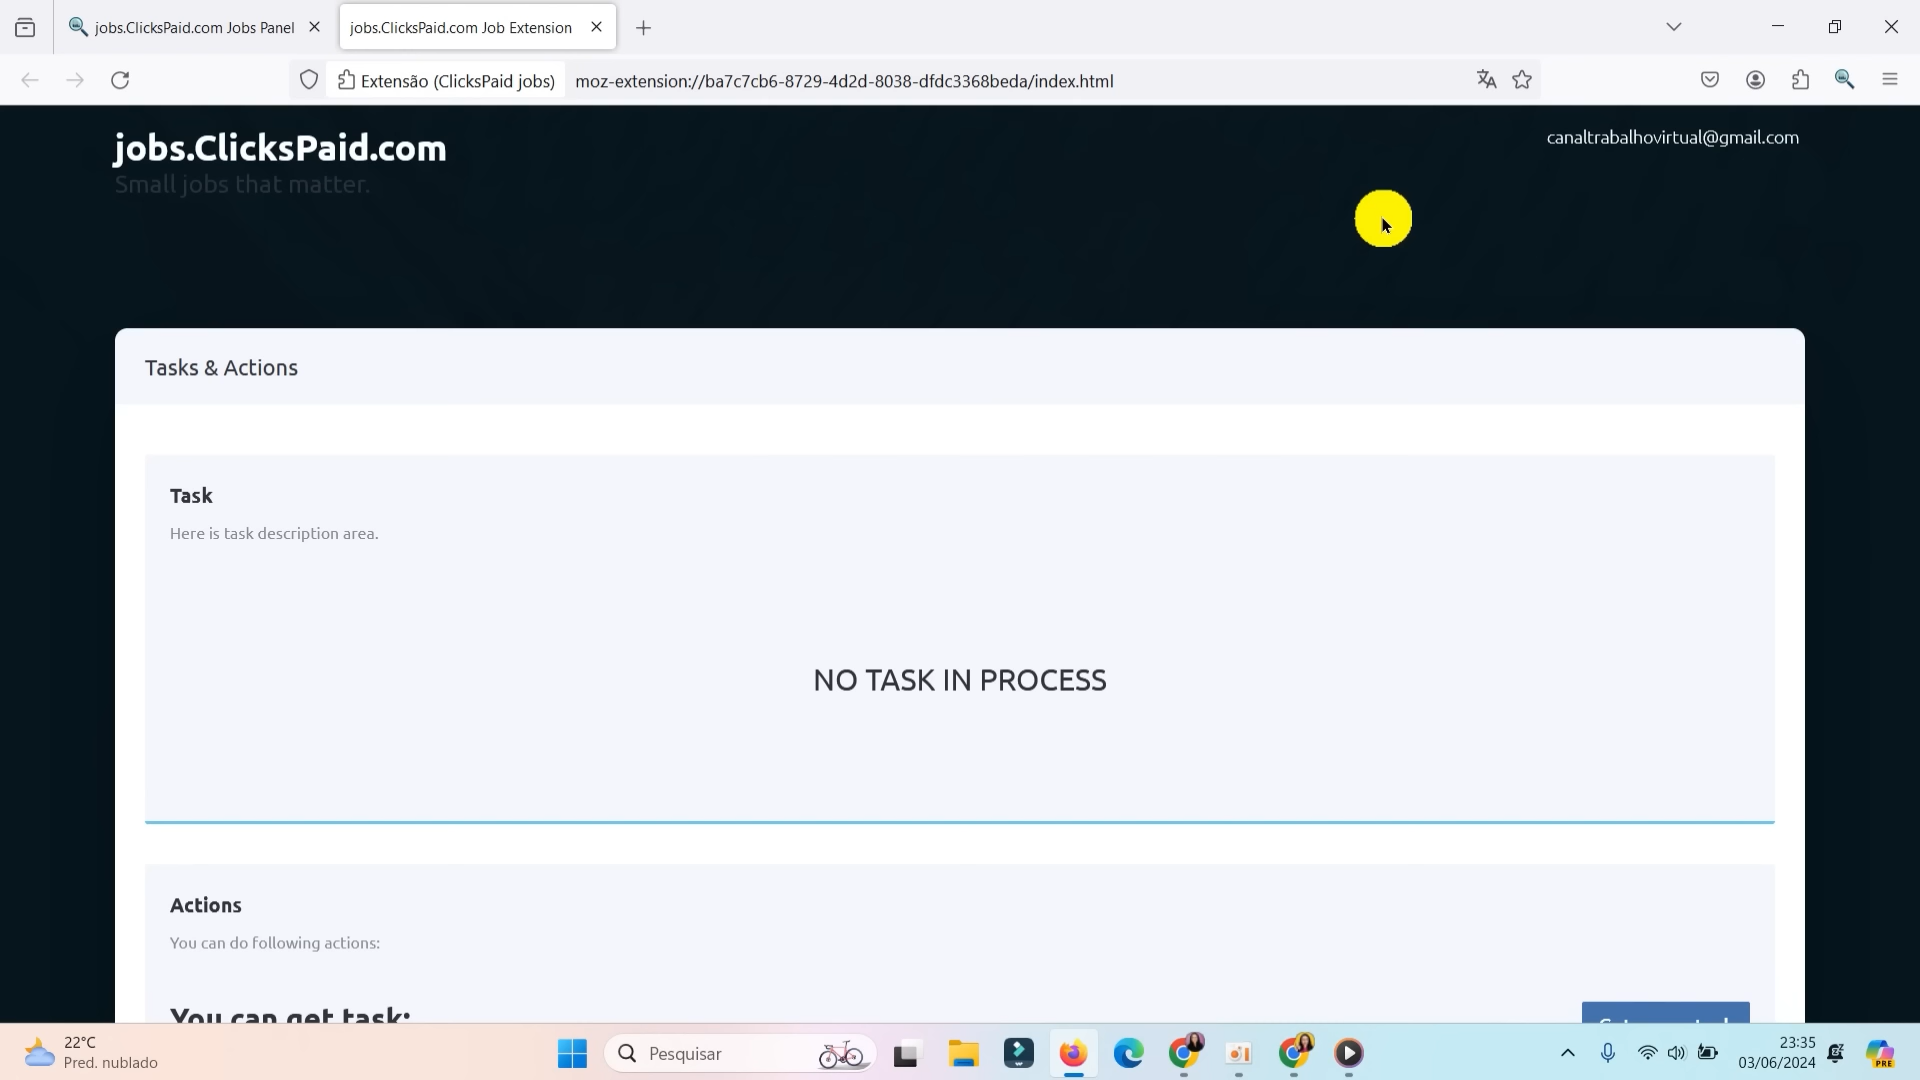 jobs.ClicksPaid.com Jobs Panel
jobs.ClicksPaid.com Job Extension
Extensão (ClicksPaid jobs)
moz-extension://ba7c7cb6-8729-4d2d-8038-dfdc3368beda/index.html
jobs.ClicksPaid.com
canaltrabalhovirtual@gmail.com
Small jobs that matter.
Tasks & Actions
Task
Here is task description area.
NO TASK IN PROCESS
Actions
You can do following actions:
You can get task:
22°C
Pred. nublado
Pesquisar
23:35
03/06/2024
PRE